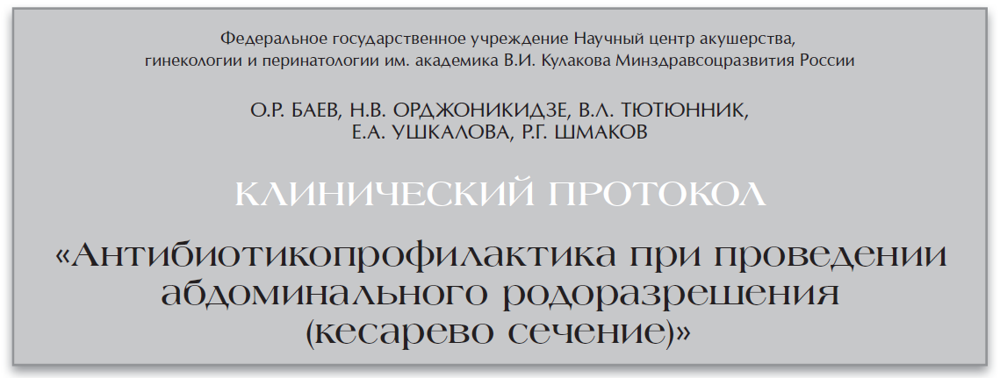 Федеральное государственное учреждение Научный центр акушерства,
гинекологии и перинатологии им. академика В.И. Кулакова Минздравсоцразвития России
О.Р. БАЕВ, Н.В. ОРДЖОНИКИДЗЕ, В.Л. ТЮТЮННИК,
Е.А. УШКАЛОВА, Р.Г. ШМАКОВ
КЛИНИЧЕСКИЙ ПРОТОКОЛ
«Антибиотикопрофилактика при проведении
абдоминального родоразрешения
(кесарево сечение)»